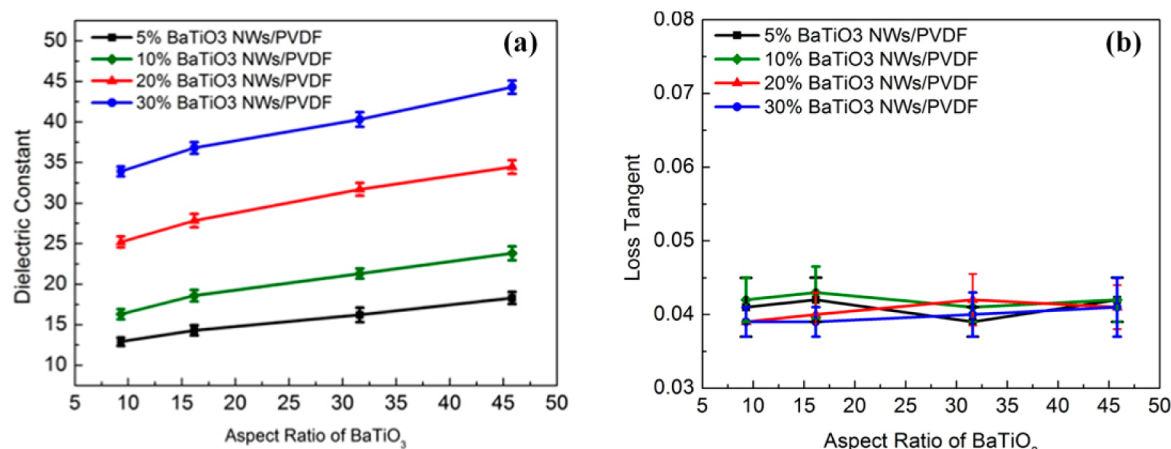 (a)
5% BaTiO3 NWs/PVDF
10% BaTiO3 NWs/PVDF
20% BaTiO3 NWs/PVDF
30% BaTiO3 NWs/PVDF
Dielectric Constant
50
45
40
35
30
25
20
15
10
5 10 15 20 25 30 35 40 45 50
Aspect Ratio of BaTiO₃
(b)
5% BaTiO3 NWs/PVDF
10% BaTiO3 NWs/PVDF
20% BaTiO3 NWs/PVDF
30% BaTiO3 NWs/PVDF
Loss Tangent
0.08
0.07
0.06
0.05
0.04
0.03
5 10 15 20 25 30 35 40 45 50
Aspect Ratio of BaTiO